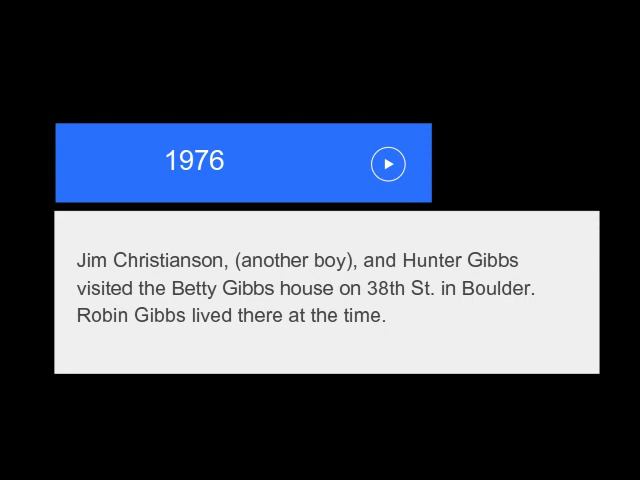 1976
Jim Christianson, (another boy), and Hunter Gibbs
visited the Betty Gibbs house on 38th St. in Boulder.
Robin Gibbs lived there at the time.